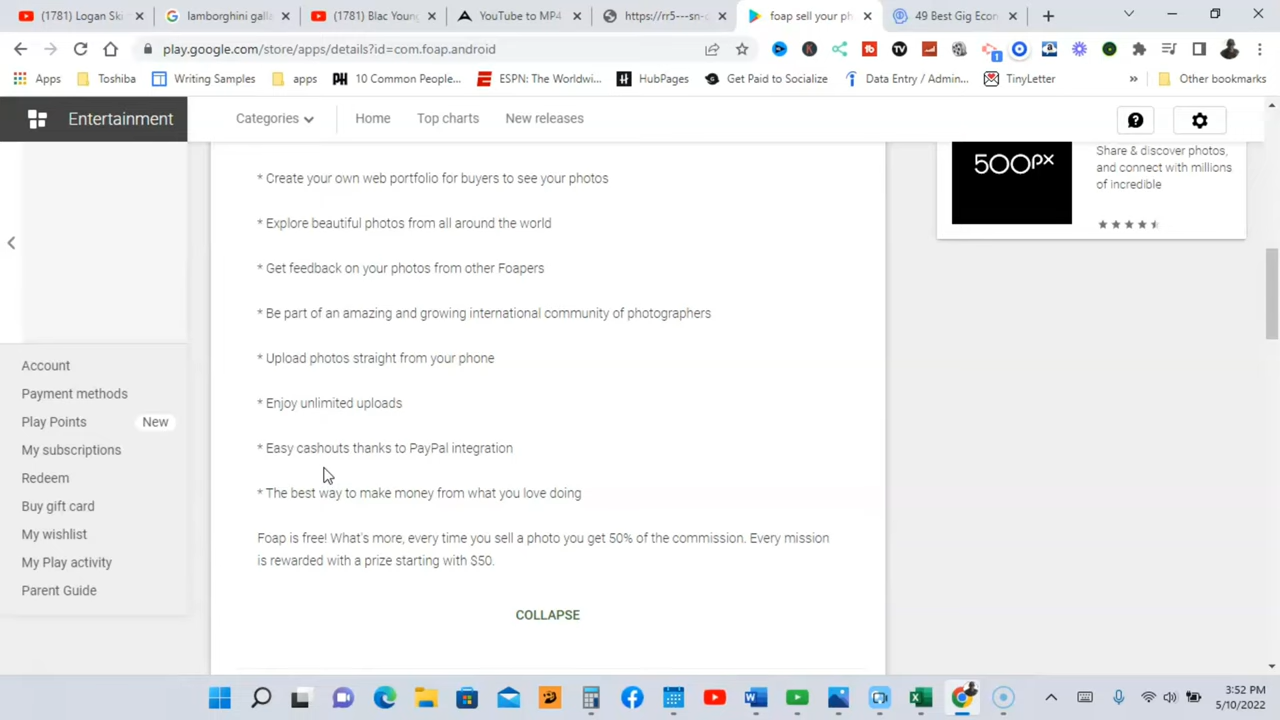 (1781) Logan Ski
lamborghini galla
(1781) Blac Young
YouTube to MP4
https://rr5---sn-c
foap sell your ph
49 Best Gig Econ
play.google.com/store/apps/details?id=com.foap.android
1
Apps
Toshiba
Writing Samples
apps
PH
10 Common People...
ESPN: The Worldwi...
HubPages
Get Paid to Socialize
Data Entry / Admin...
TinyLetter
»
Other bookmarks
Entertainment
Categories
Home
Top charts
New releases
500px
Share & discover photos,
and connect with millions
of incredible
* Create your own web portfolio for buyers to see your photos
* Explore beautiful photos from all around the world
* Get feedback on your photos from other Foapers
* Be part of an amazing and growing international community of photographers
* Upload photos straight from your phone
* Enjoy unlimited uploads
* Easy cashouts thanks to PayPal integration
* The best way to make money from what you love doing
Foap is free! What's more, every time you sell a photo you get 50% of the commission. Every mission
is rewarded with a prize starting with $50.
COLLAPSE
Account
Payment methods
Play Points
New
My subscriptions
Redeem
Buy gift card
My wishlist
My Play activity
Parent Guide
3:52 PM
5/10/2022